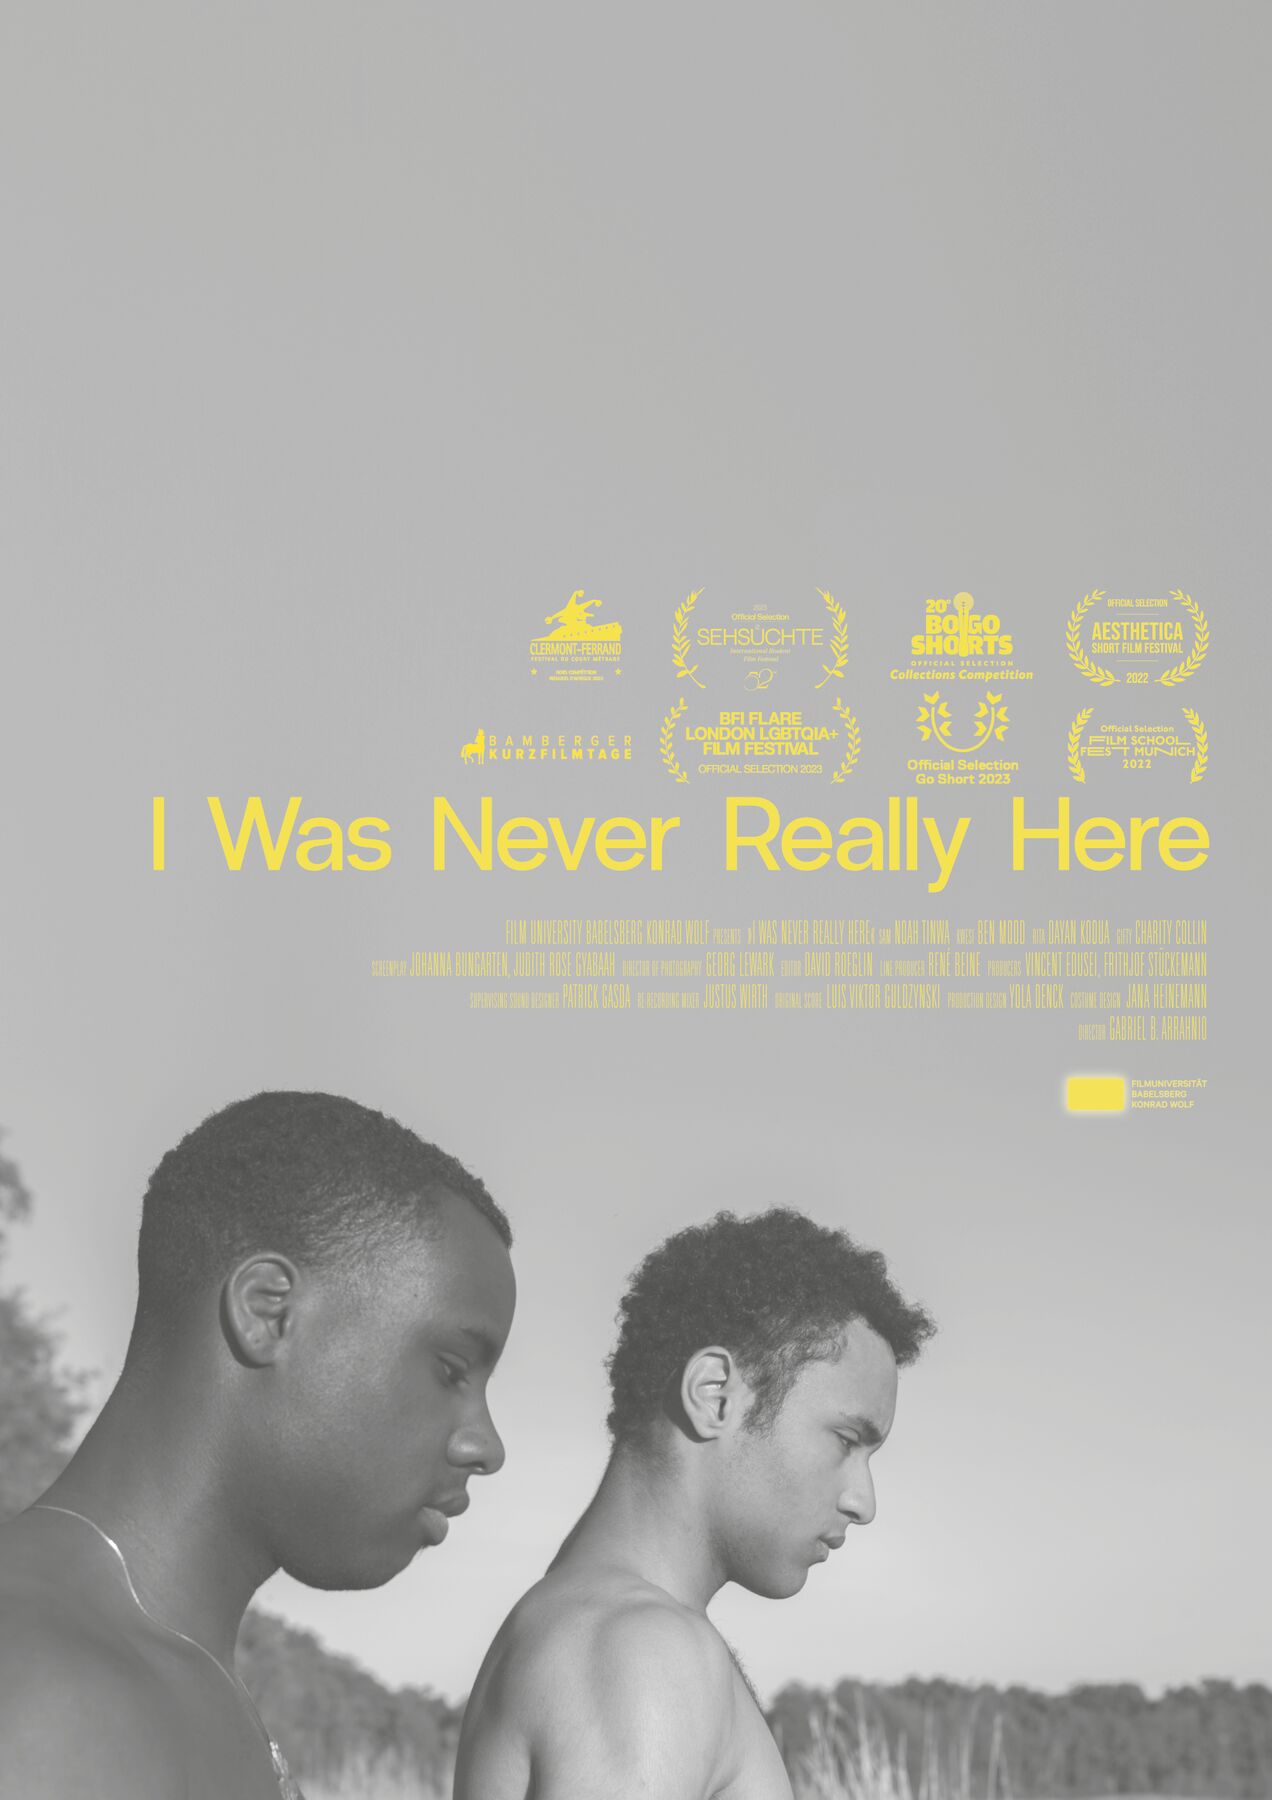 CLERMONT-FERRAND
FESTIVAL DU COURT MÉTRAGE
2023
Official Selection
SEHSÜCHTE
International Student
Film Festival
52
20°
BOGO
SHORTS
OFFICIAL SELECTION
Collections Competition
OFFICIAL SELECTION
AESTHETICA
SHORT FILM FESTIVAL
2022
BAMBERGER
KURZFILMTAGE
BFI FLARE
LONDON LGBTQIA+
FILM FESTIVAL
OFFICIAL SELECTION 2023
Official Selection
Go Short 2023
Official Selection
FILM SCHOOL
FEST MUNICH
2022
I Was Never Really Here
FILM UNIVERSITY BABELSBERG KONRAD WOLF PRESENTS »I WAS NEVER REALLY HERE« SAM NOAH TINWA KWESI BEN MOOD RITA DAYAN KODUA GIFTY CHARITY COLLIN
SCREENPLAY JOHANNA BUNGARTEN, JUDITH ROSE GYABAAH DIRECTOR OF PHOTOGRAPHY GEORG LEWARK EDITOR DAVID ROEGLIN LINE PRODUCER RENÉ BEINE PRODUCERS VINCENT EDUSEI, FRITHJOF STÜCKEMANN
SUPERVISING SOUND DESIGNER PATRICK GASDA RE-RECORDING MIXER JUSTUS WIRTH ORIGINAL SCORE LUIS VIKTOR GULDZYNSKI PRODUCTION DESIGN YOLA DENCK COSTUME DESIGN JANA HEINEMANN
DIRECTOR GABRIEL B. ARRAHNIO
FILMUNIVERSITÄT
BABELSBERG
KONRAD WOLF